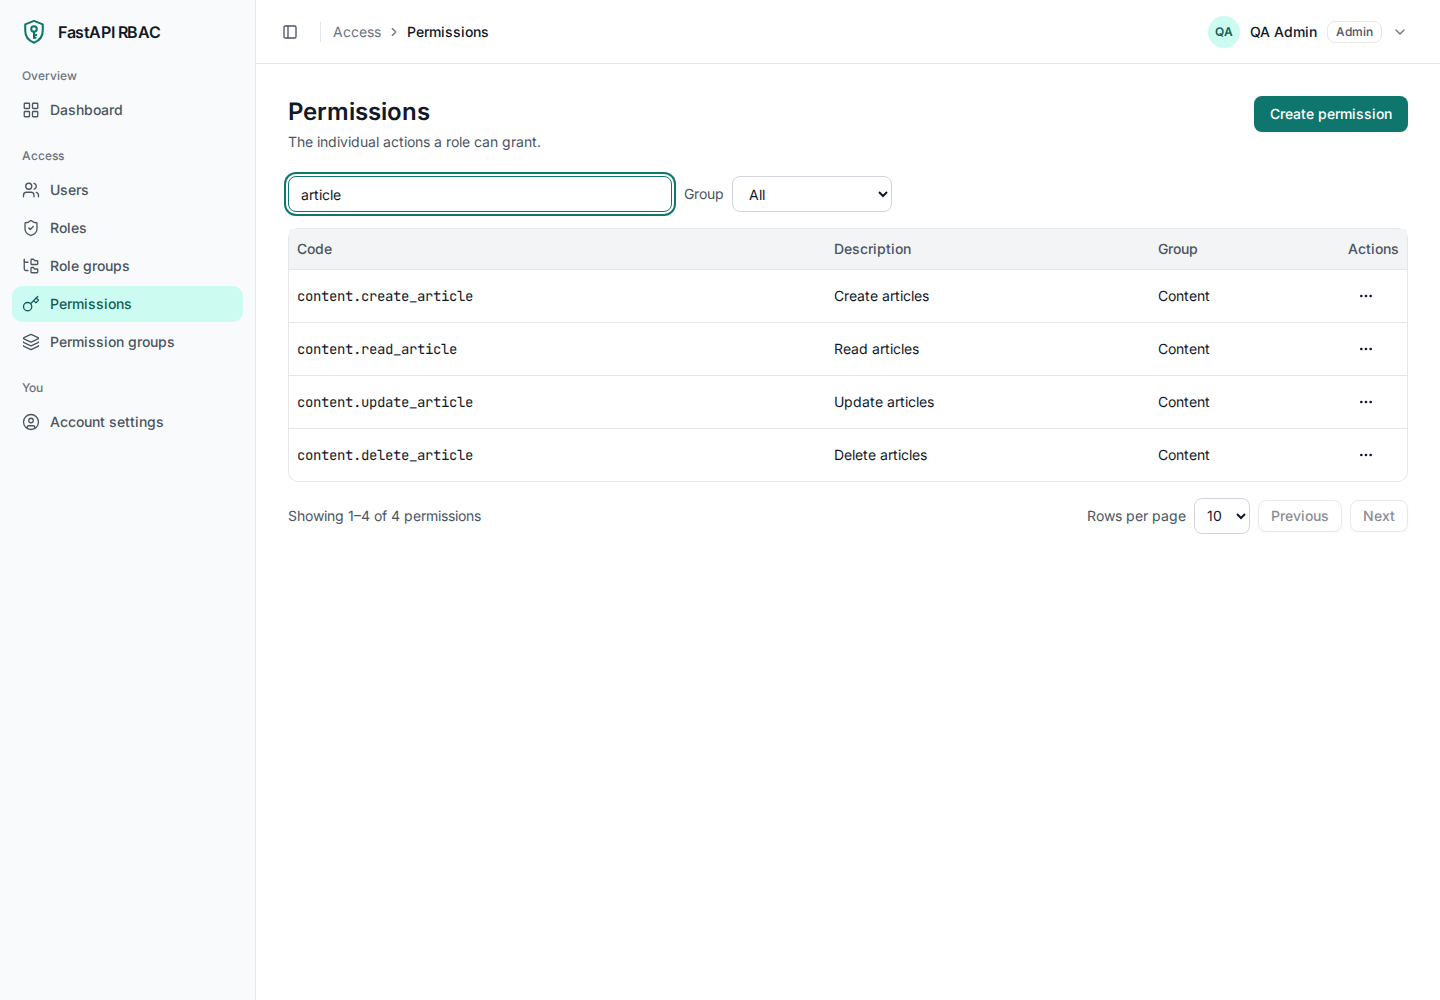 FastAPI RBAC
Overview
Dashboard
Access
Users
Roles
Role groups
Permissions
Permission groups
You
Account settings
Access > Permissions
QA QA Admin Admin
Permissions
The individual actions a role can grant.
Create permission
article Group All
Code Description Group Actions
content.create_article Create articles Content ...
content.read_article Read articles Content ...
content.update_article Update articles Content ...
content.delete_article Delete articles Content ...
Showing 1–4 of 4 permissions Rows per page 10 Previous Next